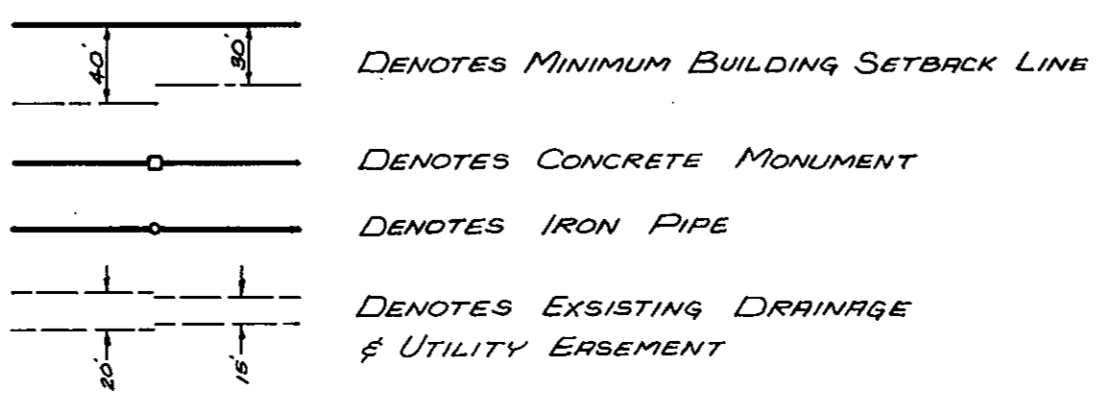 40' 30'
DENOTES MINIMUM BUILDING SETBACK LINE
DENOTES CONCRETE MONUMENT
DENOTES IRON PIPE
DENOTES EXSISTING DRAINAGE
& UTILITY EASEMENT
20' 15'